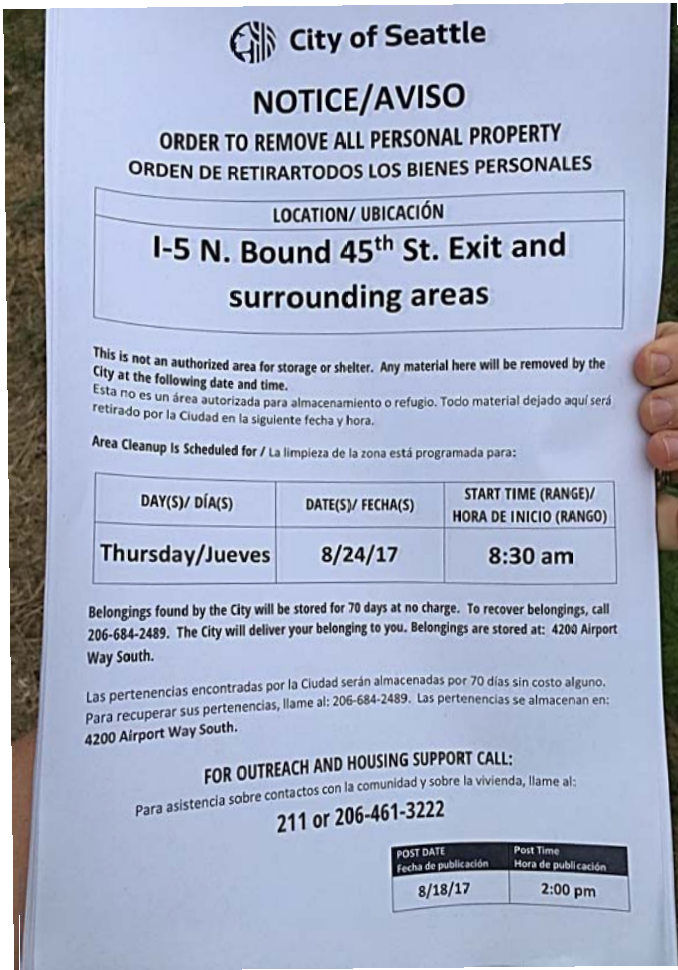 City of Seattle
NOTICE/AVISO
ORDER TO REMOVE ALL PERSONAL PROPERTY
ORDEN DE RETIRARTODOS LOS BIENES PERSONALES
LOCATION/ UBICACIÓN
I-5 N. Bound 45th St. Exit and
surrounding areas
This is not an authorized area for storage or shelter. Any material here will be removed by the
City at the following date and time.
Esta no es un área autorizada para almacenamiento o refugio. Todo material dejado aquí será
retirado por la Ciudad en la siguiente fecha y hora.
Area Cleanup Is Scheduled for / La limpieza de la zona está programada para:
DAY(S)/ DÍA(S) DATE(S)/ FECHA(S) START TIME (RANGE)/
HORA DE INICIO (RANGO)
Thursday/Jueves 8/24/17 8:30 am
Belongings found by the City will be stored for 70 days at no charge. To recover belongings, call
206-684-2489. The City will deliver your belonging to you. Belongings are stored at: 4200 Airport
Way South.
Las pertenencias encontradas por la Ciudad serán almacenadas por 70 días sin costo alguno.
Para recuperar sus pertenencias, llame al: 206-684-2489. Las pertenencias se almacenan en:
4200 Airport Way South.
FOR OUTREACH AND HOUSING SUPPORT CALL:
Para asistencia sobre contactos con la comunidad y sobre la vivienda, llame al:
211 or 206-461-3222
POST DATE Post Time
Fecha de publicación Hora de publicación
8/18/17 2:00 pm